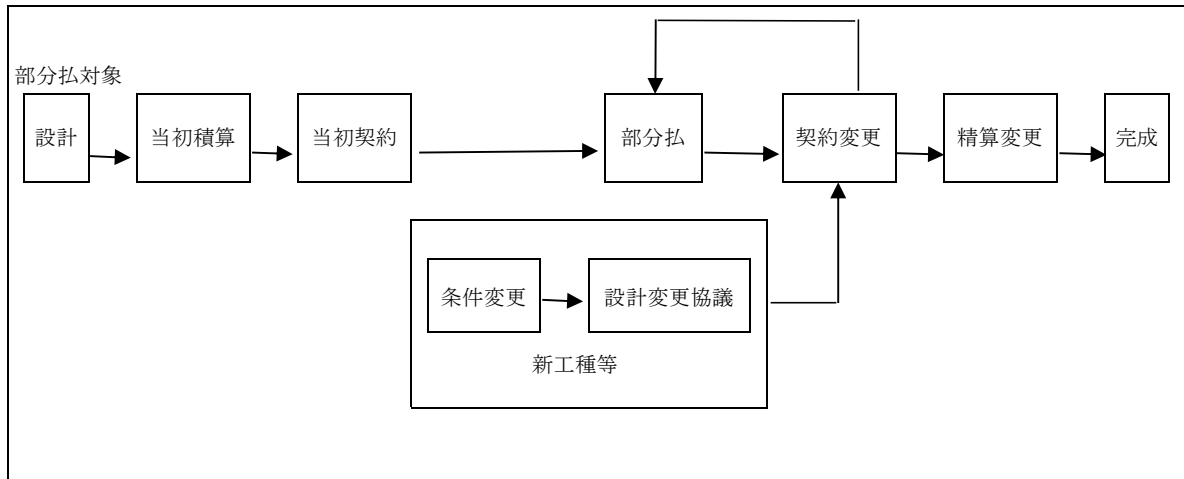 部分払対象
設計
当初積算
当初契約
部分払
契約変更
精算変更
完成
条件変更
設計変更協議
新工種等